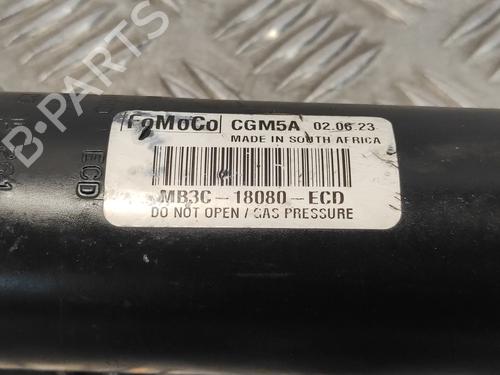 FoMoCo CGM5A 02.06.23
MADE IN SOUTH AFRICA
MB3C-18080-ECD
DO NOT OPEN / GAS PRESSURE
ECD
B-PARTS